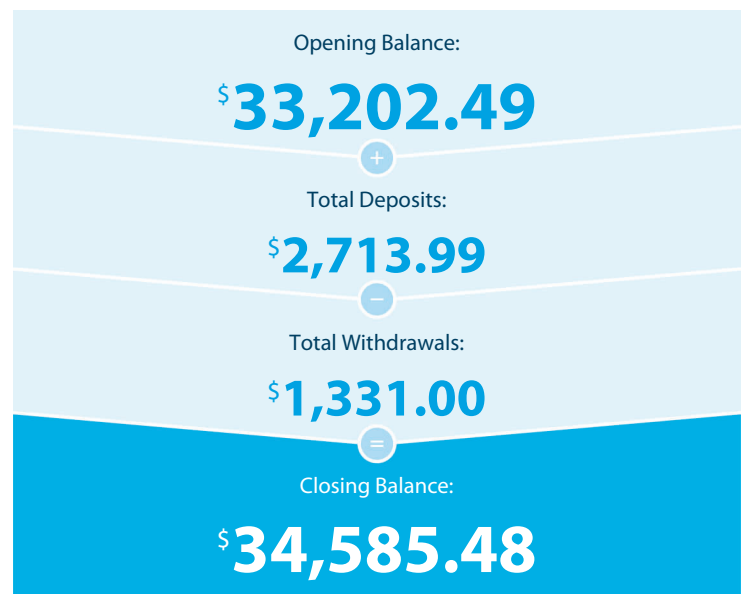 Opening Balance:
$33,202.49
+
Total Deposits:
$2,713.99
−
Total Withdrawals:
$1,331.00
=
Closing Balance:
$34,585.48